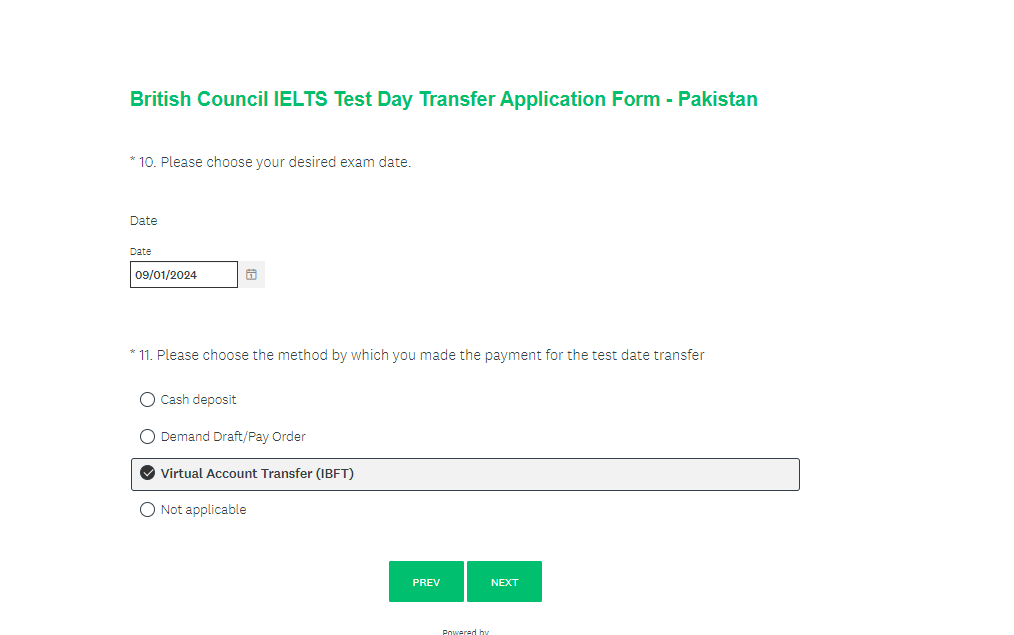 British Council IELTS Test Day Transfer Application Form - Pakistan
* 10. Please choose your desired exam date.
Date
Date
09/01/2024
* 11. Please choose the method by which you made the payment for the test date transfer
Cash deposit
Demand Draft/Pay Order
Virtual Account Transfer (IBFT)
Not applicable
PREV NEXT
Powered by